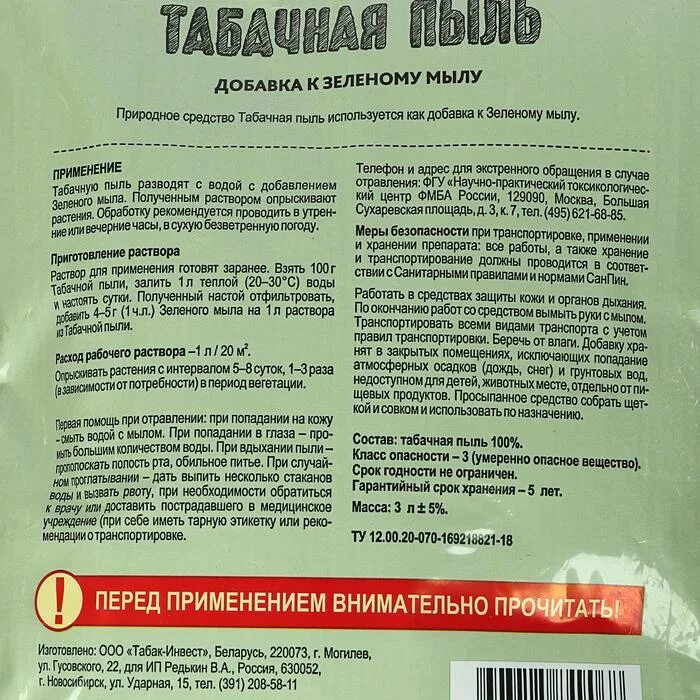 ТАБАЧНАЯ ПЫЛЬ
ДОБАВКА К ЗЕЛЕНОМУ МЫЛУ
Природное средство Табачная пыль используется как добавка к Зеленому мылу.
ПРИМЕНЕНИЕ
Табачную пыль разводят с водой с добавлением
Зеленого мыла. Полученным раствором опрыскивают
растения. Обработку рекомендуется проводить в утрен-
ние или вечерние часы, в сухую безветренную погоду.
Приготовление раствора
Раствор для применения готовят заранее. Взять 100 г
Табачной пыли, залить 1 л теплой (20–30°С) воды
и настоять сутки. Полученный настой отфильтровать,
добавить 4–5 г (1 ч.л.) Зеленого мыла на 1 л раствора
из Табачной пыли.
Расход рабочего раствора –1 л / 20 м².
Опрыскивать растения с интервалом 5–8 суток, 1–3 раза
(в зависимости от потребности) в период вегетации.
Первая помощь при отравлении: при попадании на кожу
- смыть водой с мылом. При попадании в глаза – про-
мыть большим количеством воды. При вдыхании пыли –
прополоскать полость рта, обильное питье. При случай-
ном проглатывании – дать выпить несколько стаканов
воды и вызвать рвоту, при необходимости обратиться
к врачу или доставить пострадавшего в медицинское
учреждение (при себе иметь тарную этикетку или реко-
мендации о транспортировке.
Телефон и адрес для экстренного обращения в случае
отравления: ФГУ «Научно-практический токсикологичес-
кий центр ФМБА России, 129090, Москва, Большая
Сухаревская площадь, д. 3, к. 7, тел. (495) 621-68-85.
Меры безопасности при транспортировке, применении
и хранении препарата: все работы, а также хранение
и транспортирование должны проводится в соответ-
ствии с Санитарными правилами и нормами СанПин.
Работать в средствах защиты кожи и органов дыхания.
По окончанию работ со средством вымыть руки с мылом.
Транспортировать всеми видами транспорта с учетом
правил транспортировки. Беречь от влаги. Добавку хра-
нят в закрытых помещениях, исключающих попадание
атмосферных осадков (дождь, снег) и грунтовых вод,
недоступном для детей, животных месте, отдельно от пи-
щевых продуктов. Просыпанное средство собрать щет-
кой и совком и использовать по назначению.
Состав: табачная пыль 100%.
Класс опасности – 3 (умеренно опасное вещество).
Срок годности не ограничен.
Гарантийный срок хранения – 5 лет.
Масса: 3 л ± 5%.
ТУ 12.00.20-070-169218821-18
! ПЕРЕД ПРИМЕНЕНИЕМ ВНИМАТЕЛЬНО ПРОЧИТАТЬ!
Изготовлено: ООО «Табак-Инвест», Беларусь, 220073, г. Могилев,
ул. Гусовского, 22, для ИП Редькин В.А., Россия, 630052,
г. Новосибирск, ул. Ударная, 15, тел. (391) 208-58-11